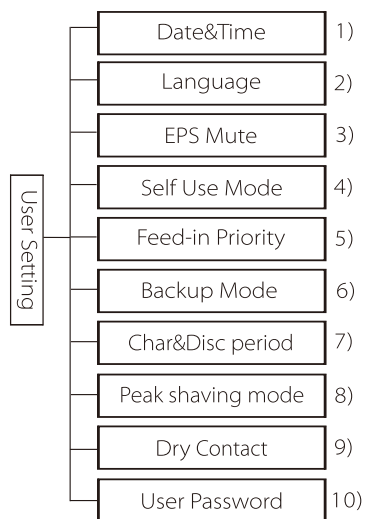 Date&Time 1)
Language 2)
EPS Mute 3)
Self Use Mode 4)
User Setting
Feed-in Priority 5)
Backup Mode 6)
Char&Disc period 7)
Peak shaving mode 8)
Dry Contact 9)
User Password 10)